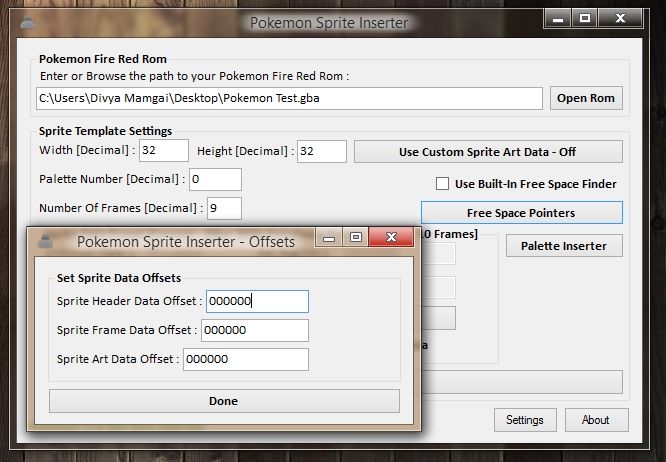 Pokemon Sprite Inserter
Pokemon Fire Red Rom
Enter or Browse the path to your Pokemon Fire Red Rom :
C:\Users\Divya Mamgai\Desktop\Pokemon Test.gba
Open Rom
Sprite Template Settings
Width [Decimal] : 32
Height [Decimal] : 32
Use Custom Sprite Art Data - Off
Palette Number [Decimal] : 0
Use Built-In Free Space Finder
Number Of Frames [Decimal] : 9
Free Space Pointers
0 Frames]
Palette Inserter
Pokemon Sprite Inserter - Offsets
Set Sprite Data Offsets
Sprite Header Data Offset : 000000
Sprite Frame Data Offset : 000000
Sprite Art Data Offset : 000000
Done
Settings
About